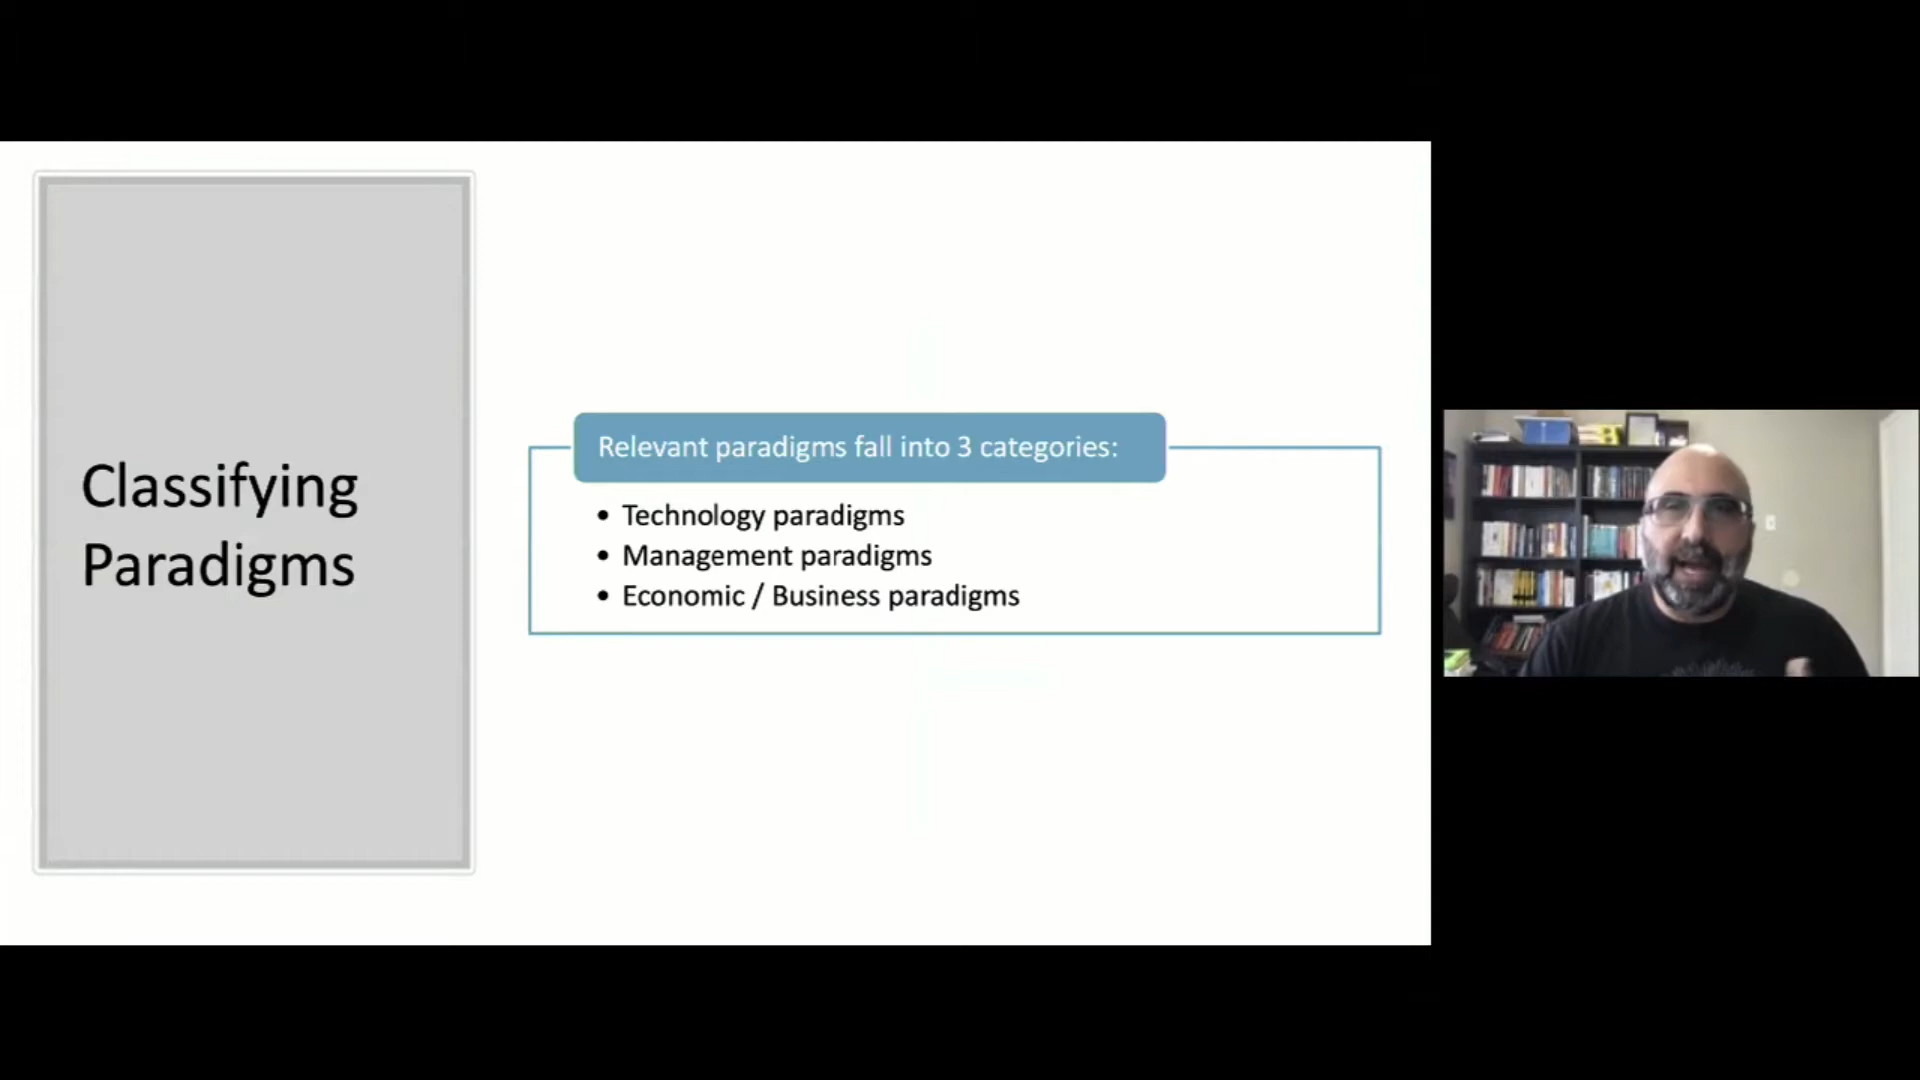 Classifying
Paradigms
Relevant paradigms fall into 3 categories:
• Technology paradigms
• Management paradigms
• Economic / Business paradigms